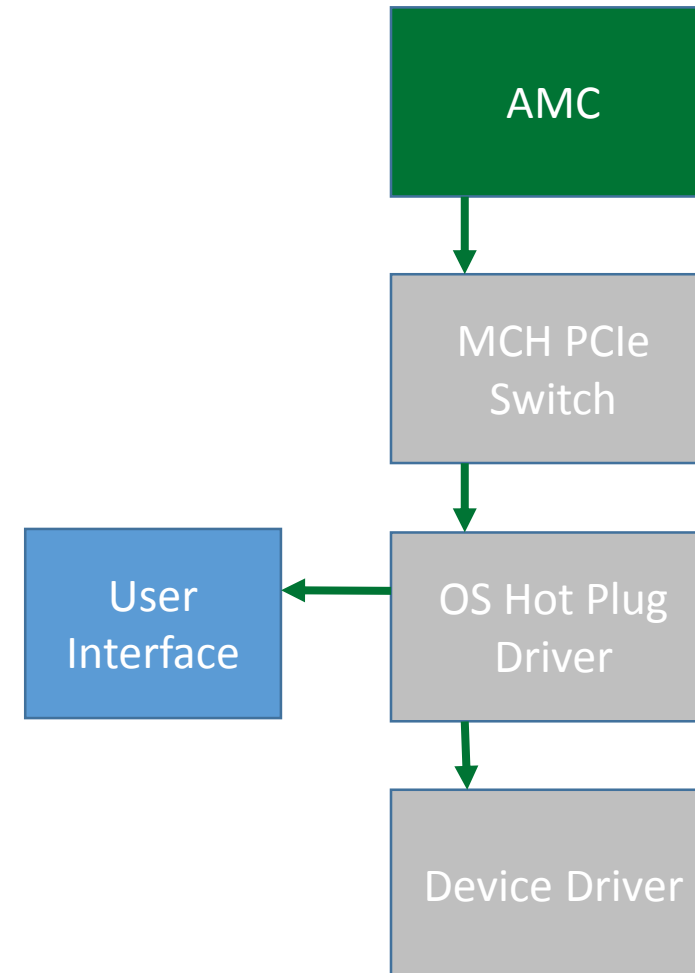 AMC
MCH PCIe
Switch
User
Interface
OS Hot Plug
Driver
Device Driver